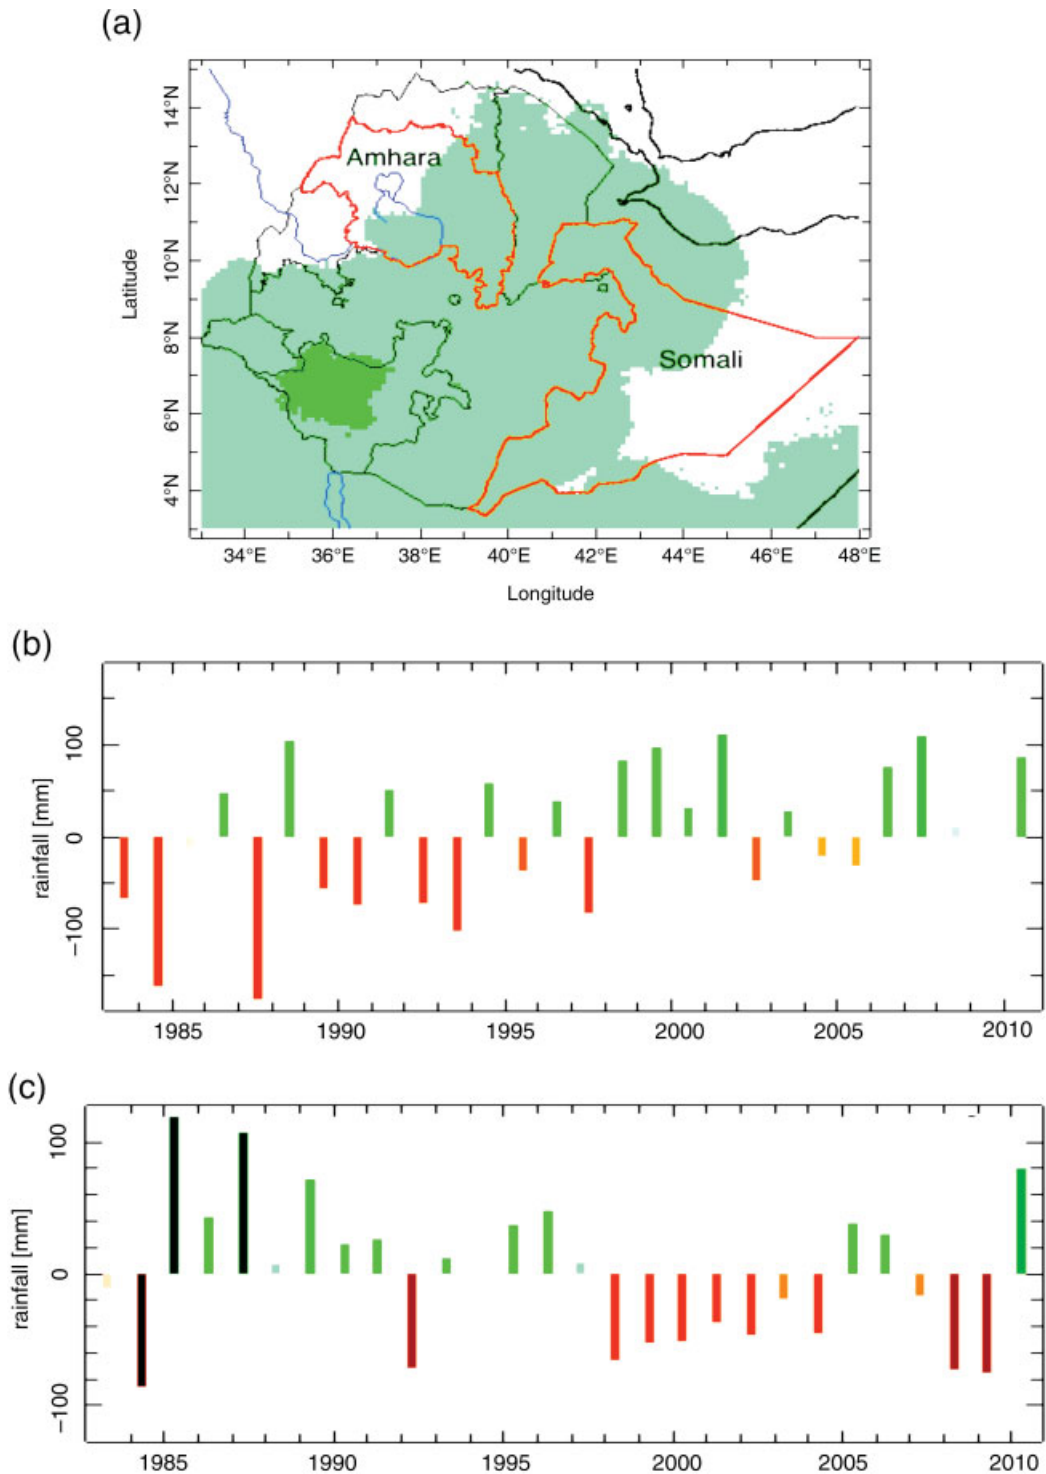 (a)
14°N
12°N
10°N
8°N
6°N
4°N
Latitude
Amhara
Somali
34°E 36°E 38°E 40°E 42°E 44°E 46°E 48°E
Longitude
(b)
100
0
−100
rainfall [mm]
1985 1990 1995 2000 2005 2010
(c)
100
0
−100
rainfall [mm]
1985 1990 1995 2000 2005 2010